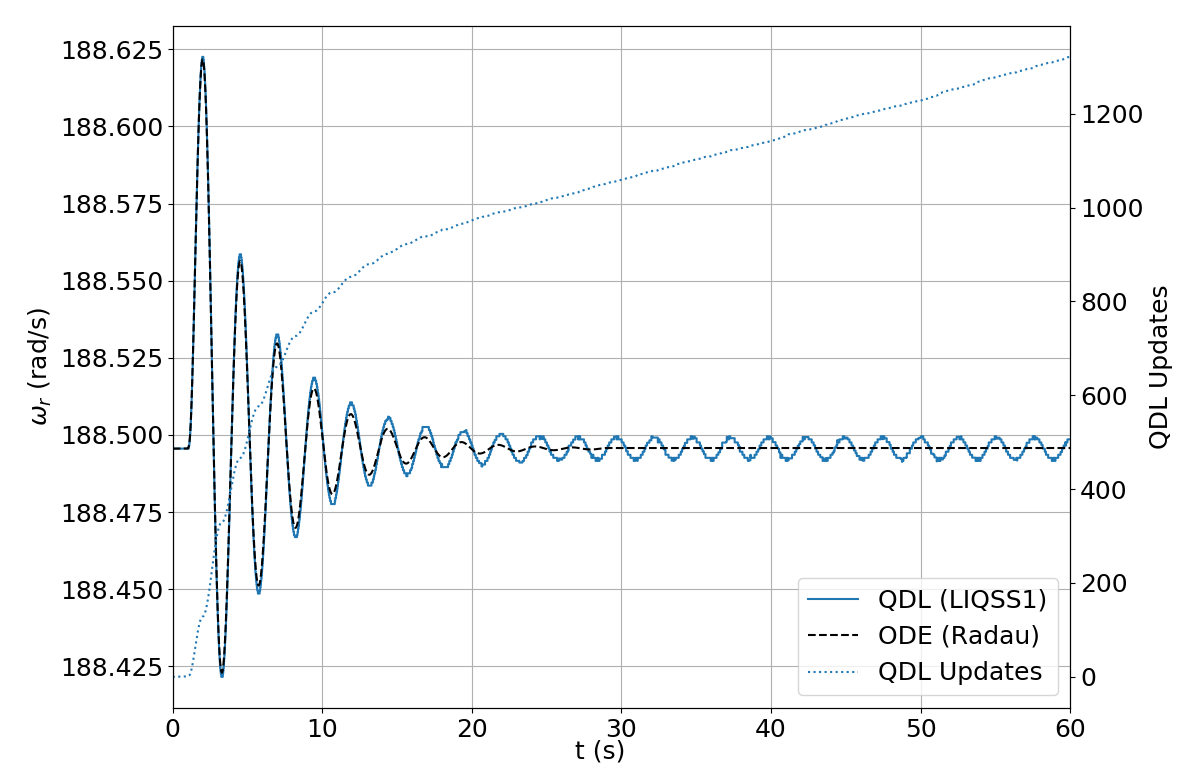 188.625
188.600
188.575
188.550
188.525
188.500
188.475
188.450
188.425
ωr (rad/s)
1200
1000
800
600
400
200
0
QDL Updates
QDL (LIQSS1)
ODE (Radau)
QDL Updates
0 10 20 30 40 50 60
t (s)